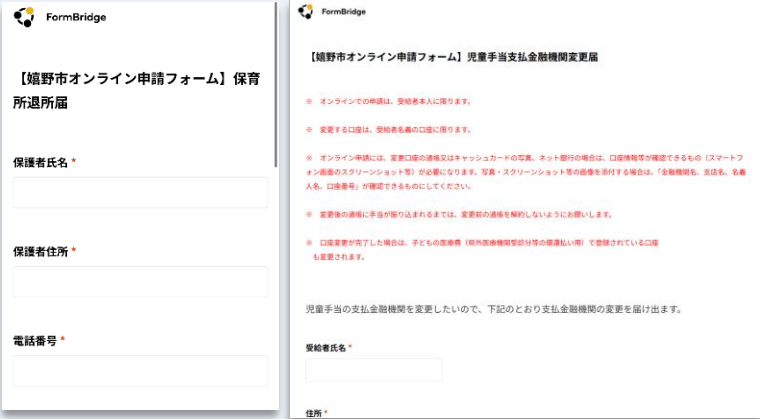 FormBridge
【嬉野市オンライン申請フォーム】保育
所退所届
保護者氏名 *
保護者住所 *
電話番号 *
FormBridge
【嬉野市オンライン申請フォーム】児童手当支払金融機関変更届
※ オンラインでの申請は、受給者本人に限ります。
※ 変更する口座は、受給者名義の口座に限ります。
※ オンライン申請には、変更口座の通帳又はキャッシュカードの写真、ネット銀行の場合は、口座情報等が確認できるもの（スマートフ
ォン画面のスクリーンショット等）が必要になります。写真・スクリーンショット等の画像を添付する場合は、「金融機関名、支店名、名義
人名、口座番号」が確認できるものにしてください。
※ 変更後の通帳に手当が振り込まれるまでは、変更前の通帳を解約しないようにお願いします。
※ 口座変更が完了した場合は、子どもの医療費（県外医療機関受診分等の償還払い用）で登録されている口座
も変更されます。
児童手当の支払金融機関を変更したいので、下記のとおり支払金融機関の変更を届け出ます。
受給者氏名 *
住所 *